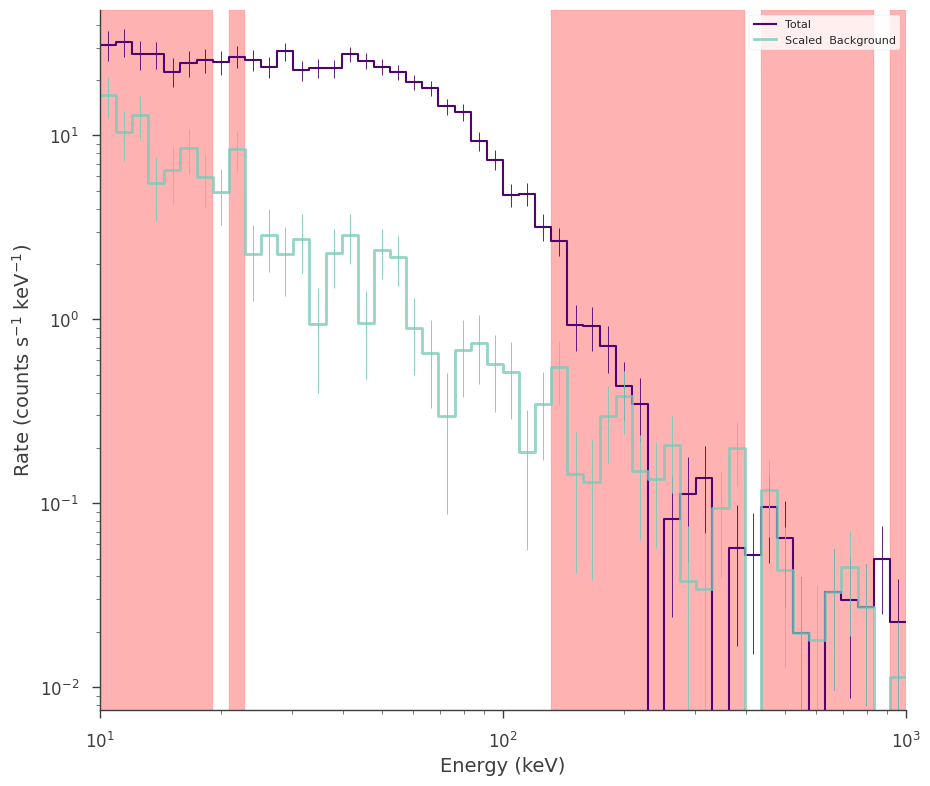 Total
Scaled  Background
Rate (counts s⁻¹ keV⁻¹)
10¹
10⁰
10⁻¹
10⁻²
10¹ 10² 10³
Energy (keV)